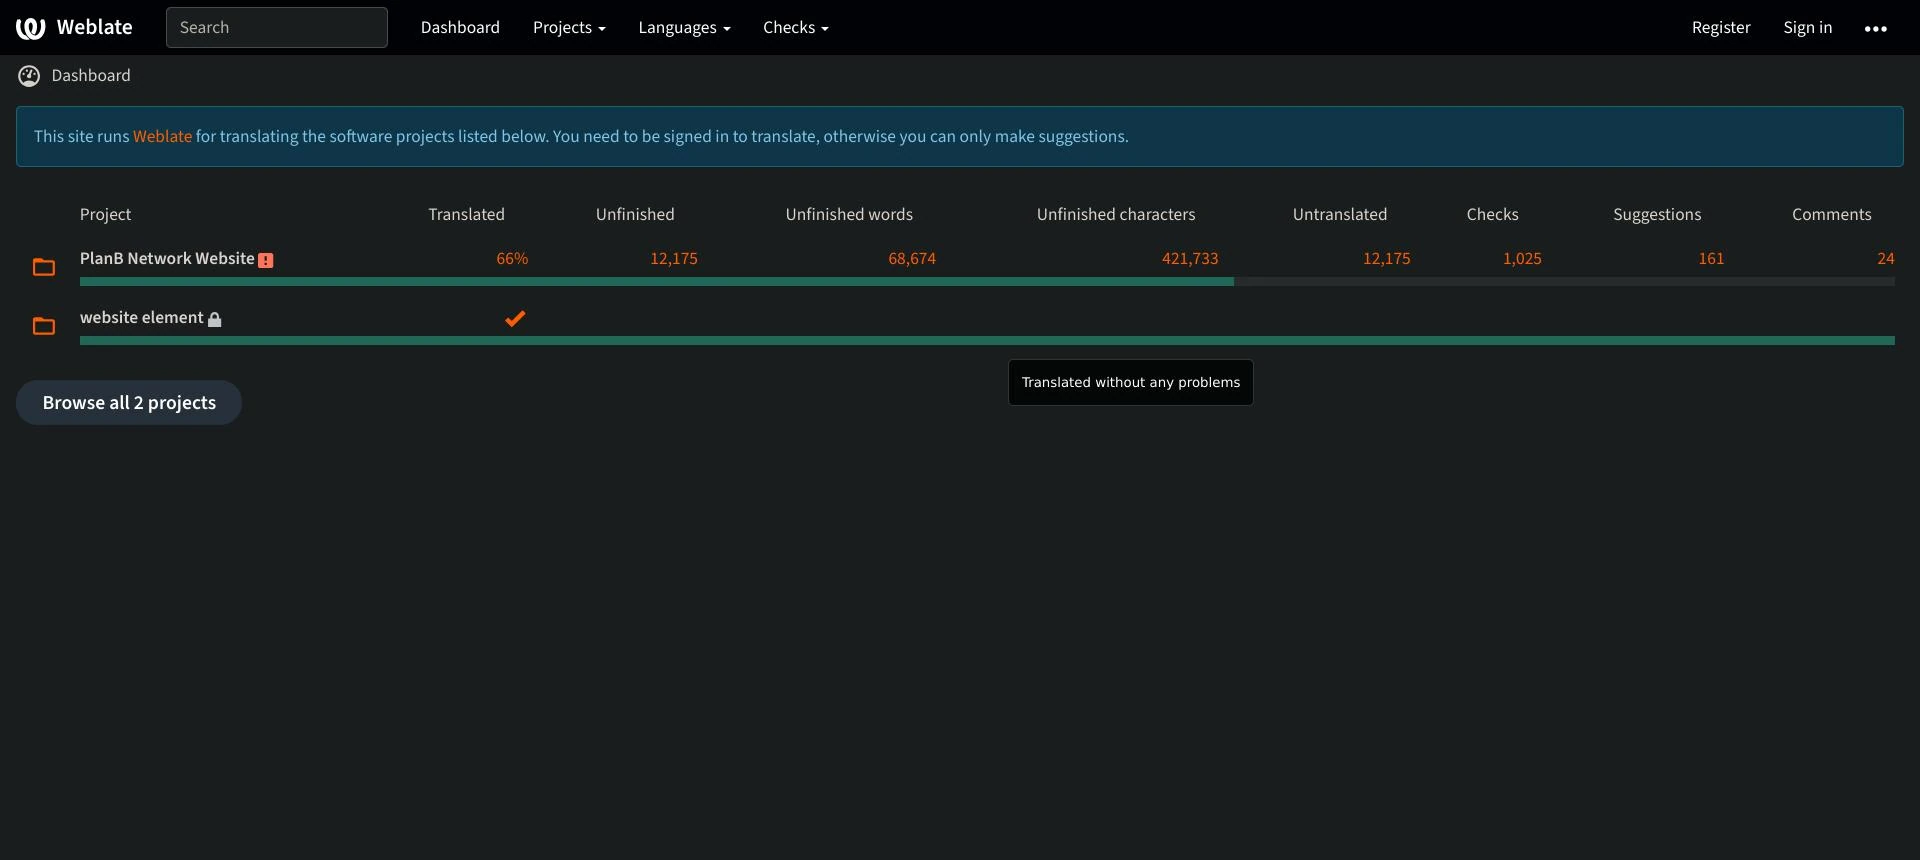 Weblate Search Dashboard Projects Languages Checks Register Sign in
Dashboard
This site runs Weblate for translating the software projects listed below. You need to be signed in to translate, otherwise you can only make suggestions.
Project Translated Unfinished Unfinished words Unfinished characters Untranslated Checks Suggestions Comments
PlanB Network Website 66% 12,175 68,674 421,733 12,175 1,025 161 24
website element
Translated without any problems
Browse all 2 projects